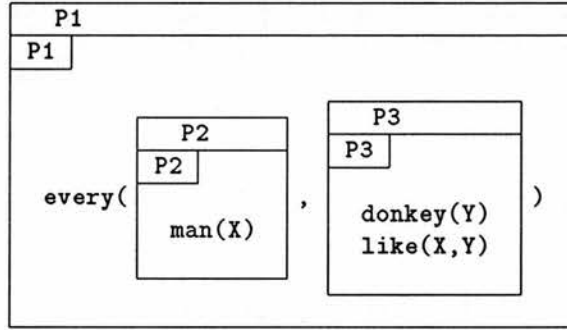 P1
P1
P2
P2
P3
P3
every( man(X) , donkey(Y) )
like(X,Y)